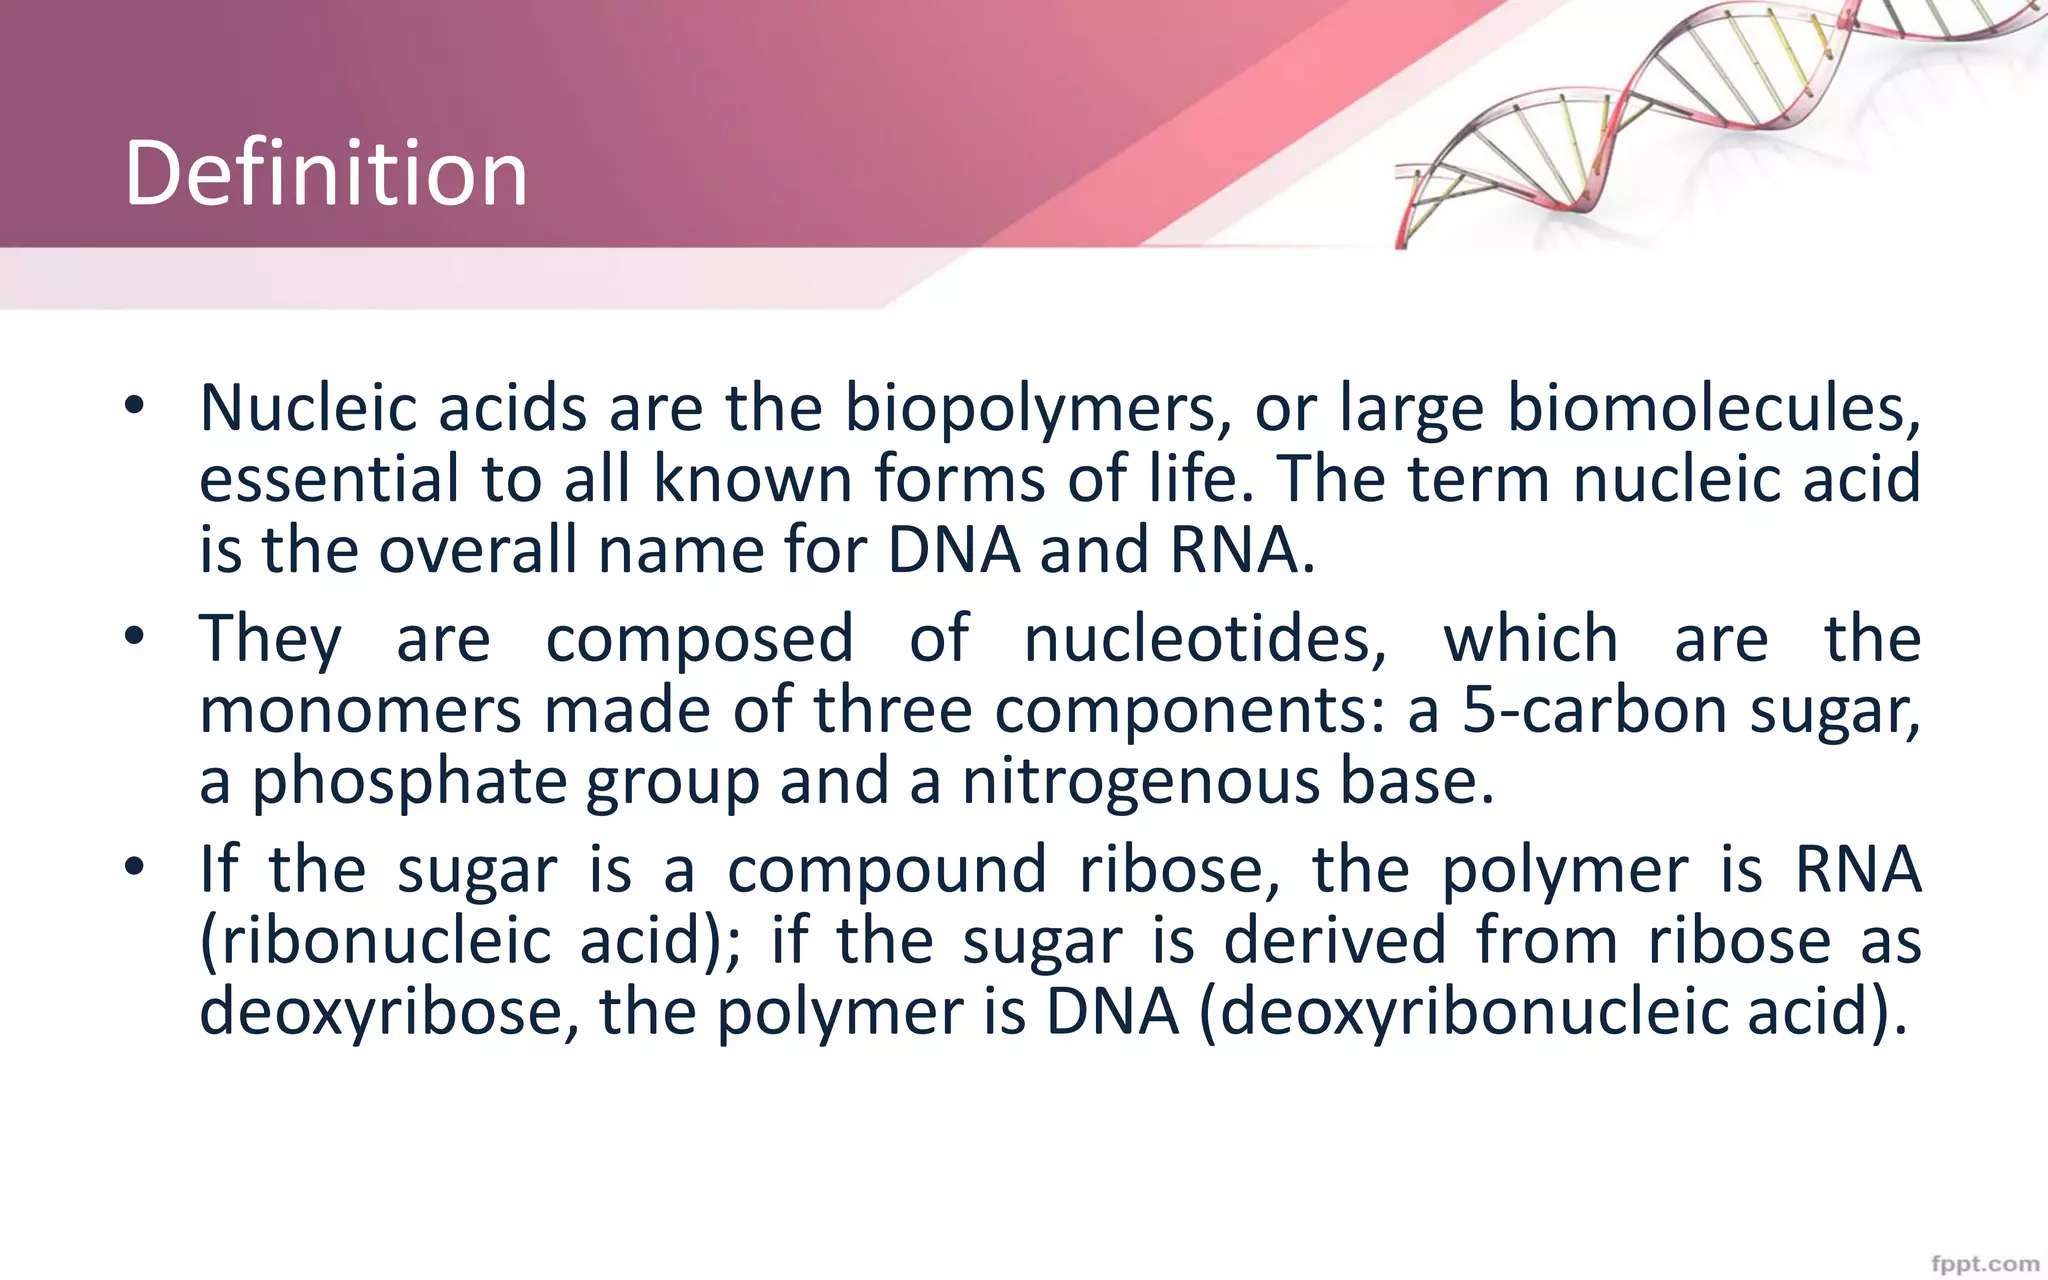 Definition
• Nucleic acids are the biopolymers, or large biomolecules,
essential to all known forms of life. The term nucleic acid
is the overall name for DNA and RNA.
• They are composed of nucleotides, which are the
monomers made of three components: a 5-carbon sugar,
a phosphate group and a nitrogenous base.
• If the sugar is a compound ribose, the polymer is RNA
(ribonucleic acid); if the sugar is derived from ribose as
deoxyribose, the polymer is DNA (deoxyribonucleic acid).
fppt.com